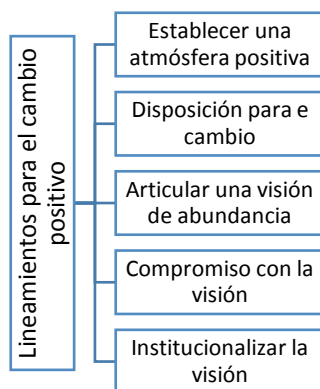 Lineamientos para el cambio
positivo
Establecer una
atmósfera positiva
Disposición para e
cambio
Articular una visión
de abundancia
Compromiso con la
visión
Institucionalizar la
visión